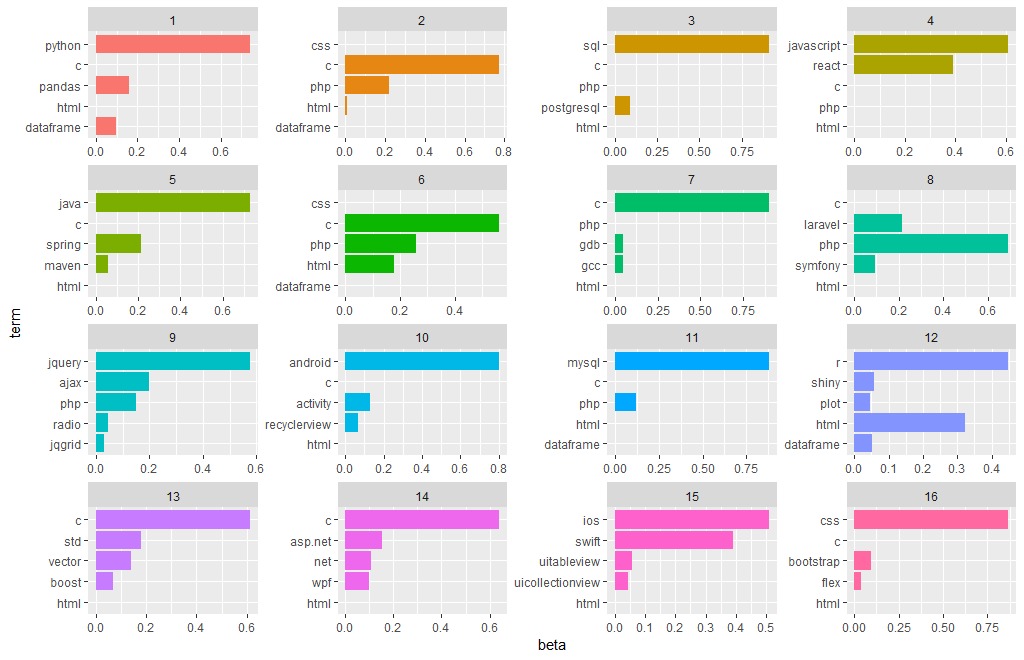 1
python
c
pandas
html
dataframe
0.0 0.2 0.4 0.6
2
css
c
php
html
dataframe
0.0 0.2 0.4 0.6 0.8
3
sql
c
php
postgresql
html
0.00 0.25 0.50 0.75
4
javascript
react
c
php
html
0.0 0.2 0.4 0.6
5
java
c
spring
maven
html
0.0 0.2 0.4 0.6
6
css
c
php
html
dataframe
0.0 0.2 0.4
7
c
php
gdb
gcc
html
0.00 0.25 0.50 0.75
8
c
laravel
php
symfony
html
0.0 0.2 0.4 0.6
term
9
jquery
ajax
php
radio
jqgrid
0.0 0.2 0.4 0.6
10
android
c
activity
recyclerview
html
0.0 0.2 0.4 0.6 0.8
11
mysql
c
php
html
dataframe
0.00 0.25 0.50 0.75
12
r
shiny
plot
html
dataframe
0.0 0.1 0.2 0.3 0.4
13
c
std
vector
boost
html
0.0 0.2 0.4 0.6
14
c
asp.net
net
wpf
html
0.0 0.2 0.4 0.6
15
ios
swift
uitableview
uicollectionview
html
0.0 0.1 0.2 0.3 0.4 0.5
16
css
c
bootstrap
flex
html
0.00 0.25 0.50 0.75
beta